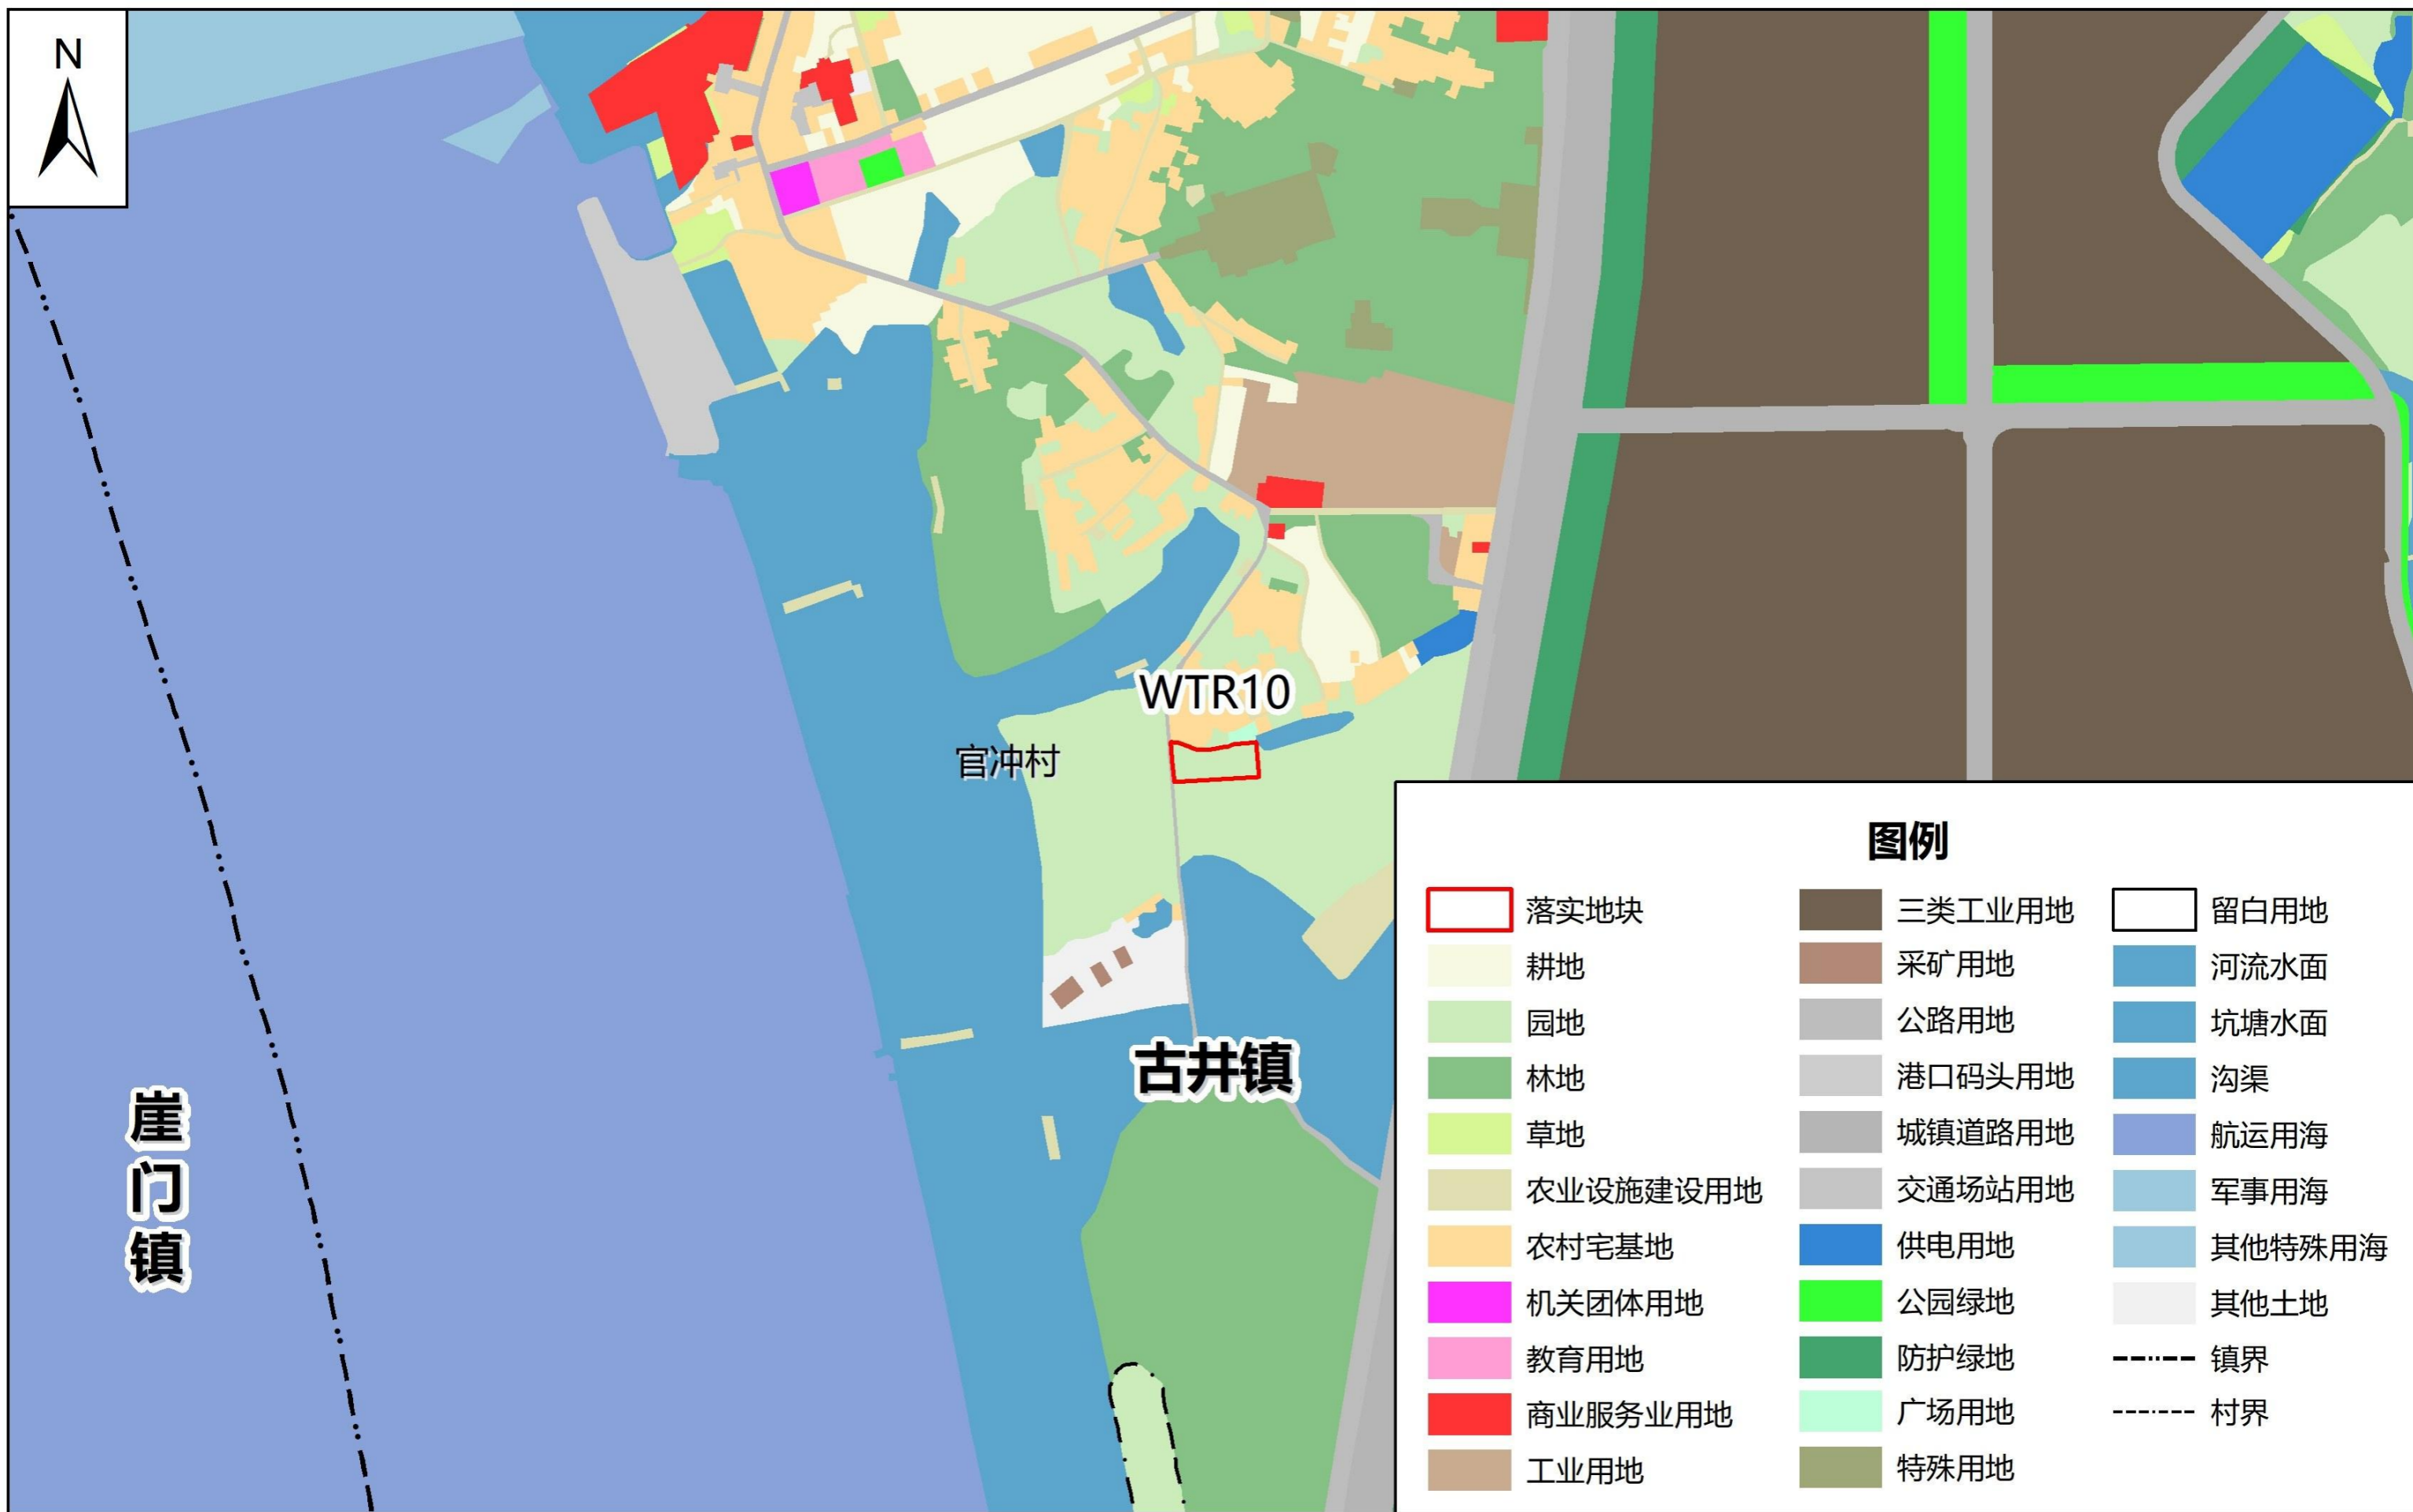 N
WTR10
官冲村
古井镇
崖门镇
图例
落实地块
耕地
园地
林地
草地
农业设施建设用地
农村宅基地
机关团体用地
教育用地
商业服务业用地
工业用地
三类工业用地
采矿用地
公路用地
港口码头用地
城镇道路用地
交通场站用地
供电用地
公园绿地
防护绿地
广场用地
特殊用地
留白用地
河流水面
坑塘水面
沟渠
航运用海
军事用海
其他特殊用海
其他土地
镇界
村界